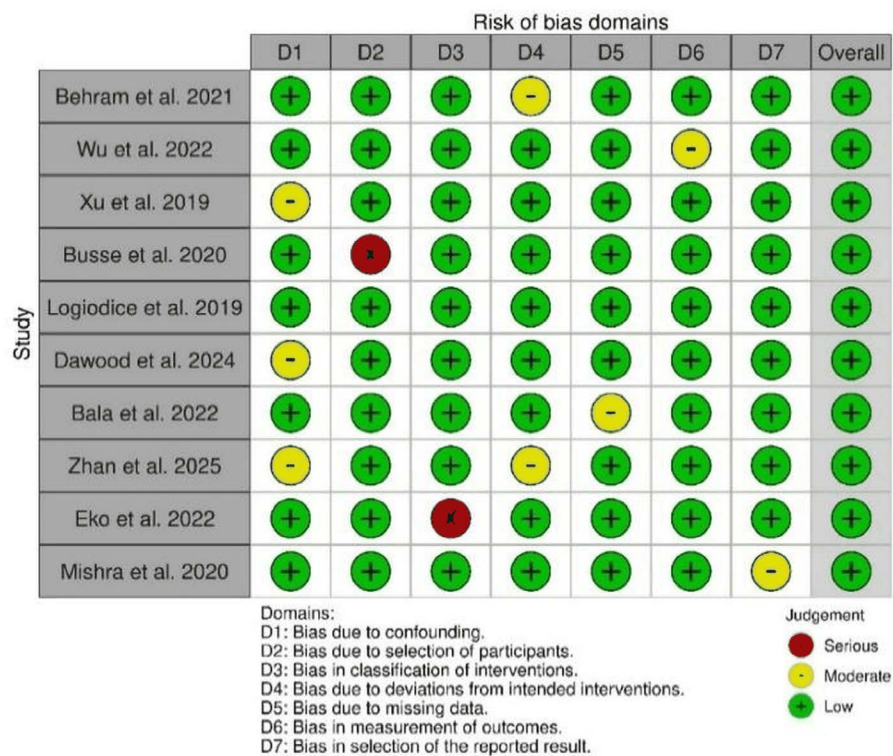 Risk of bias domains
D1 D2 D3 D4 D5 D6 D7 Overall
Study
Behram et al. 2021 + + + - + + + +
Wu et al. 2022 + + + + + - + +
Xu et al. 2019 - + + + + + + +
Busse et al. 2020 + x + + + + + +
Logiodice et al. 2019 + + + + + + + +
Dawood et al. 2024 - + + + + + + +
Bala et al. 2022 + + + + - + + +
Zhan et al. 2025 - + + - + + + +
Eko et al. 2022 + + x + + + + +
Mishra et al. 2020 + + + + + + - +
Domains:
D1: Bias due to confounding.
D2: Bias due to selection of participants.
D3: Bias in classification of interventions.
D4: Bias due to deviations from intended interventions.
D5: Bias due to missing data.
D6: Bias in measurement of outcomes.
D7: Bias in selection of the reported result.
Judgement
Serious
- Moderate
+ Low